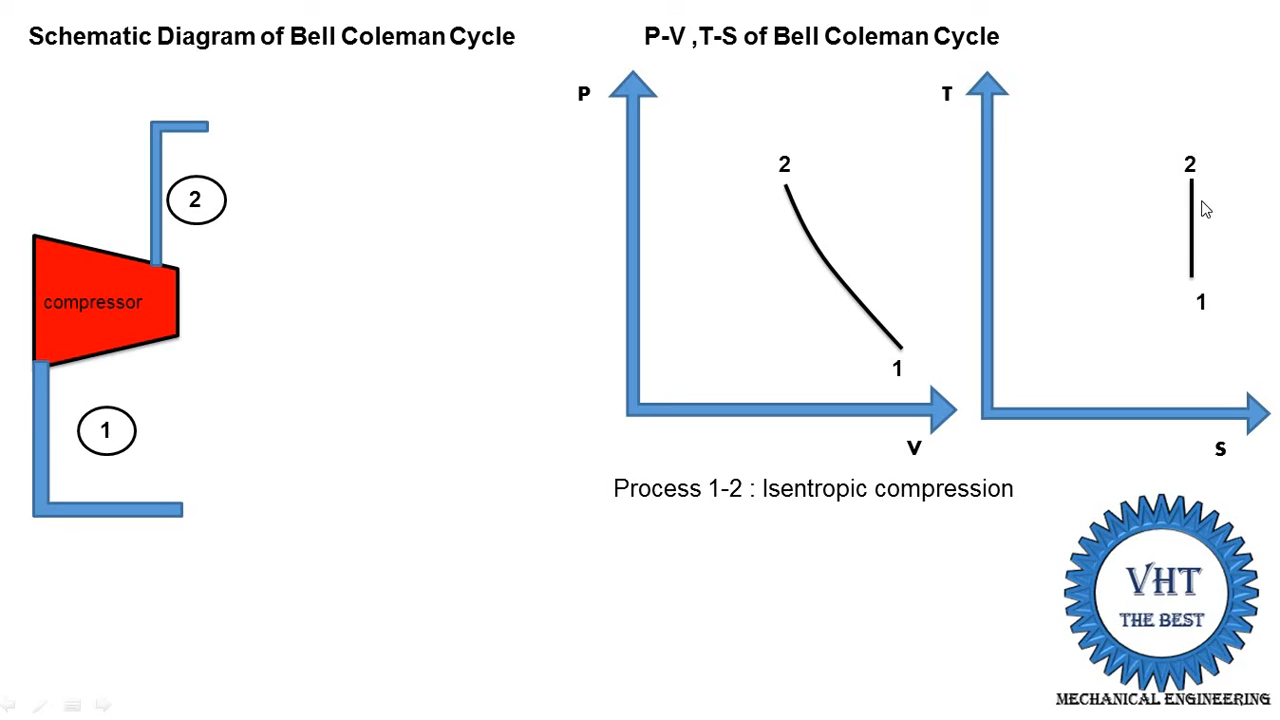 Schematic Diagram of Bell Coleman Cycle
P-V ,T-S of Bell Coleman Cycle
P
T
2
2
2
compressor
1
1
1
V
S
Process 1-2 : Isentropic compression
VHT
THE BEST
MECHANICAL ENGINEERING